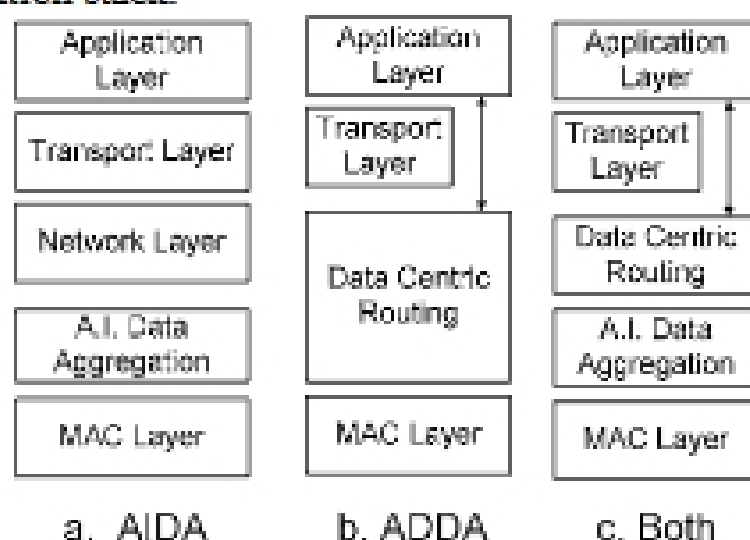 Application
Layer
Transport Layer
Network Layer
A.I. Data
Aggregation
MAC Layer
a. AIDA
Application
Layer
Transport
Layer
Data Centric
Routing
MAC Layer
b. ADDA
Application
Layer
Transport
Layer
Data Centric
Routing
A.I. Data
Aggregation
MAC Layer
c. Both